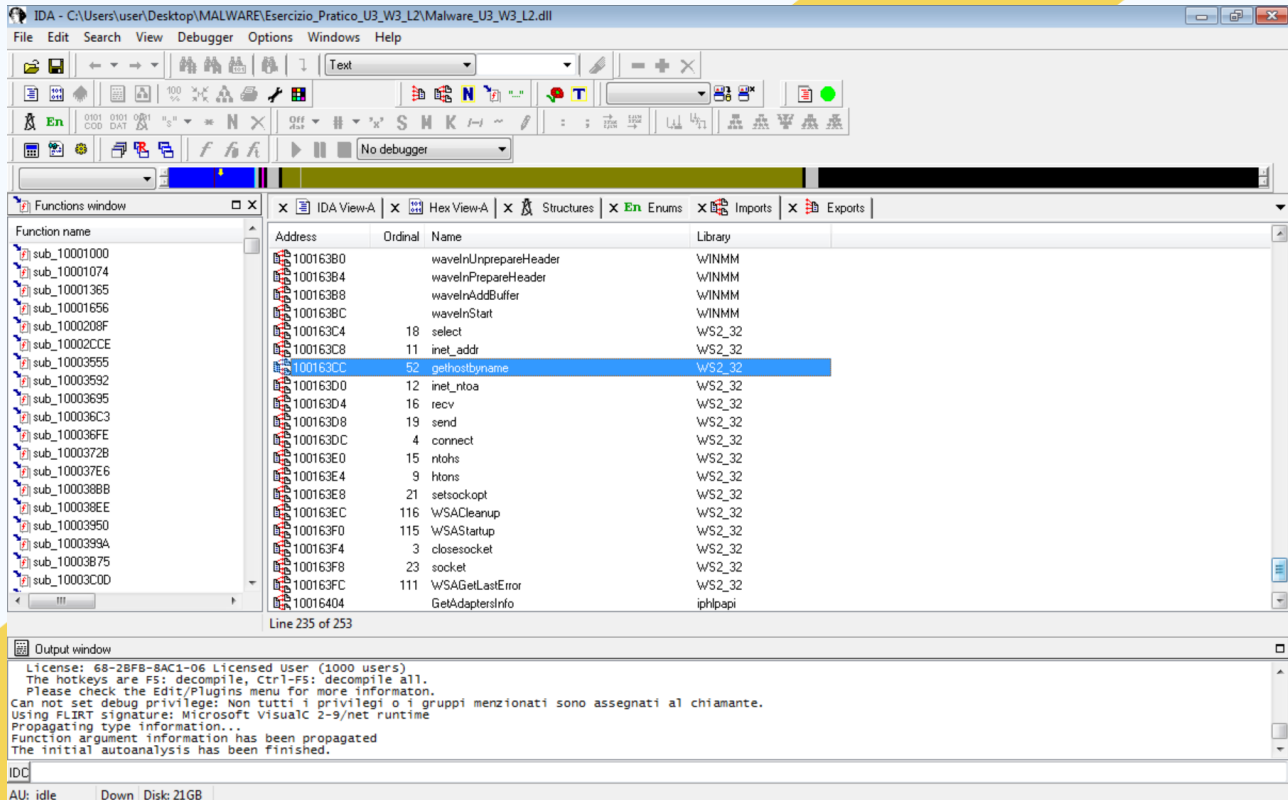 IDA - C:\Users\user\Desktop\MALWARE\Esercizio_Pratico_U3_W3_L2\Malware_U3_W3_L2.dll
File Edit Search View Debugger Options Windows Help
Text
En
No debugger
Functions window
IDA View-A Hex View-A Structures En Enums Imports Exports
Function name
sub_10001000
sub_10001074
sub_10001365
sub_10001656
sub_1000208F
sub_10002CCE
sub_10003555
sub_10003592
sub_10003695
sub_100036C3
sub_100036FE
sub_1000372B
sub_100037E6
sub_100038BB
sub_100038EE
sub_10003950
sub_1000399A
sub_10003B75
sub_10003C0D
Address Ordinal Name Library
100163B0 waveInUnprepareHeader WINMM
100163B4 waveInPrepareHeader WINMM
100163B8 waveInAddBuffer WINMM
100163BC waveInStart WINMM
100163C4 18 select WS2_32
100163C8 11 inet_addr WS2_32
100163CC 52 gethostbyname WS2_32
100163D0 12 inet_ntoa WS2_32
100163D4 16 recv WS2_32
100163D8 19 send WS2_32
100163DC 4 connect WS2_32
100163E0 15 ntohs WS2_32
100163E4 9 htons WS2_32
100163E8 21 setsockopt WS2_32
100163EC 116 WSACleanup WS2_32
100163F0 115 WSAStartup WS2_32
100163F4 3 closesocket WS2_32
100163F8 23 socket WS2_32
100163FC 111 WSAGetLastError WS2_32
10016404 GetAdaptersInfo iphlpapi
Line 235 of 253
Output window
License: 68-2BFB-8AC1-06 Licensed User (1000 users)
The hotkeys are F5: decompile, Ctrl-F5: decompile all.
Please check the Edit/Plugins menu for more informaton.
Can not set debug privilege: Non tutti i privilegi o i gruppi menzionati sono assegnati al chiamante.
Using FLIRT signature: Microsoft VisualC 2-9/net runtime
Propagating type information...
Function argument information has been propagated
The initial autoanalysis has been finished.
IDC
AU: idle Down Disk: 21GB